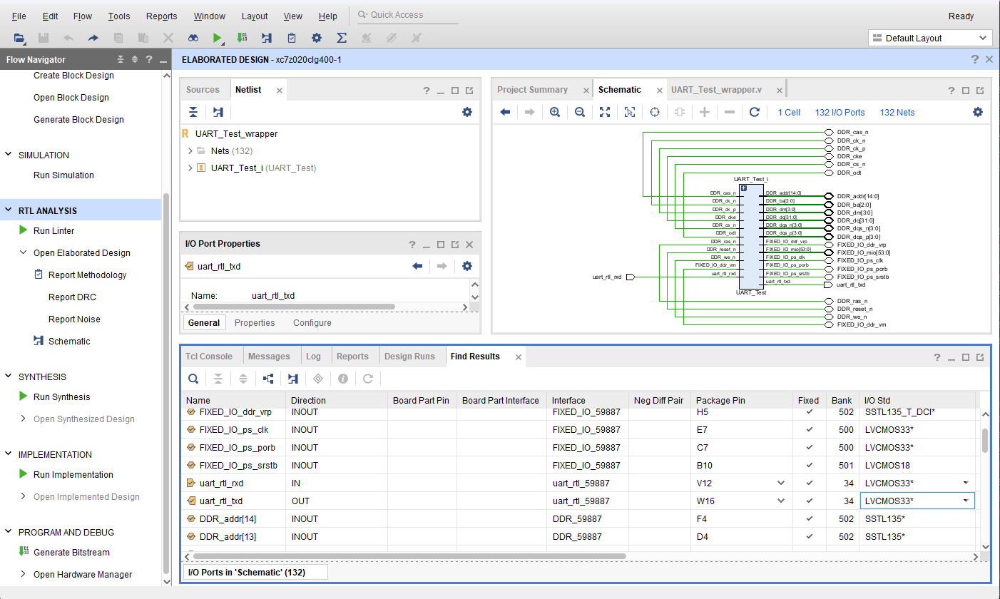 File Edit Flow Tools Reports Window Layout View Help Quick Access Ready
Default Layout
Flow Navigator
ELABORATED DESIGN - xc7z020clg400-1
Create Block Design
Open Block Design
Generate Block Design
SIMULATION
Run Simulation
RTL ANALYSIS
Run Linter
Open Elaborated Design
Report Methodology
Report DRC
Report Noise
Schematic
SYNTHESIS
Run Synthesis
Open Synthesized Design
IMPLEMENTATION
Run Implementation
Open Implemented Design
PROGRAM AND DEBUG
Generate Bitstream
Open Hardware Manager
Sources Netlist
UART_Test_wrapper
Nets (132)
UART_Test_i (UART_Test)
I/O Port Properties
uart_rtl_txd
Name: uart_rtl_txd
General Properties Configure
Project Summary Schematic UART_Test_wrapper.v
1 Cell 132 I/O Ports 132 Nets
DDR_cas_n
DDR_ck_n
DDR_ck_p
DDR_cke
DDR_cs_n
DDR_odt
UART_Test_i
DDR_cas_n DDR_addr[14:0] DDR_addr[14:0]
DDR_ck_n DDR_ba[2:0] DDR_ba[2:0]
DDR_ck_p DDR_dm[3:0] DDR_dm[3:0]
DDR_cke DDR_dq[31:0] DDR_dq[31:0]
DDR_cs_n DDR_dqs_n[3:0] DDR_dqs_n[3:0]
DDR_odt DDR_dqs_p[3:0] DDR_dqs_p[3:0]
DDR_ras_n FIXED_IO_ddr_vrp FIXED_IO_ddr_vrp
DDR_reset_n FIXED_IO_mio[53:0] FIXED_IO_mio[53:0]
DDR_we_n FIXED_IO_ps_clk FIXED_IO_ps_clk
FIXED_IO_ddr_vrn FIXED_IO_ps_porb FIXED_IO_ps_porb
uart_rtl_rxd uart_rtl_rxd FIXED_IO_ps_srstb FIXED_IO_ps_srstb
uart_rtl_txd uart_rtl_txd
UART_Test
DDR_ras_n
DDR_reset_n
DDR_we_n
FIXED_IO_ddr_vrn
Tcl Console Messages Log Reports Design Runs Find Results
Name Direction Board Part Pin Board Part Interface Interface Neg Diff Pair Package Pin Fixed Bank I/O Std
FIXED_IO_ddr_vrp INOUT FIXED_IO_59887 H5 502 SSTL135_T_DCI*
FIXED_IO_ps_clk INOUT FIXED_IO_59887 E7 500 LVCMOS33*
FIXED_IO_ps_porb INOUT FIXED_IO_59887 C7 500 LVCMOS33*
FIXED_IO_ps_srstb INOUT FIXED_IO_59887 B10 501 LVCMOS18
uart_rtl_rxd IN uart_rtl_59887 V12 34 LVCMOS33*
uart_rtl_txd OUT uart_rtl_59887 W16 34 LVCMOS33*
DDR_addr[14] INOUT DDR_59887 F4 502 SSTL135*
DDR_addr[13] INOUT DDR_59887 D4 502 SSTL135*
I/O Ports in 'Schematic' (132)